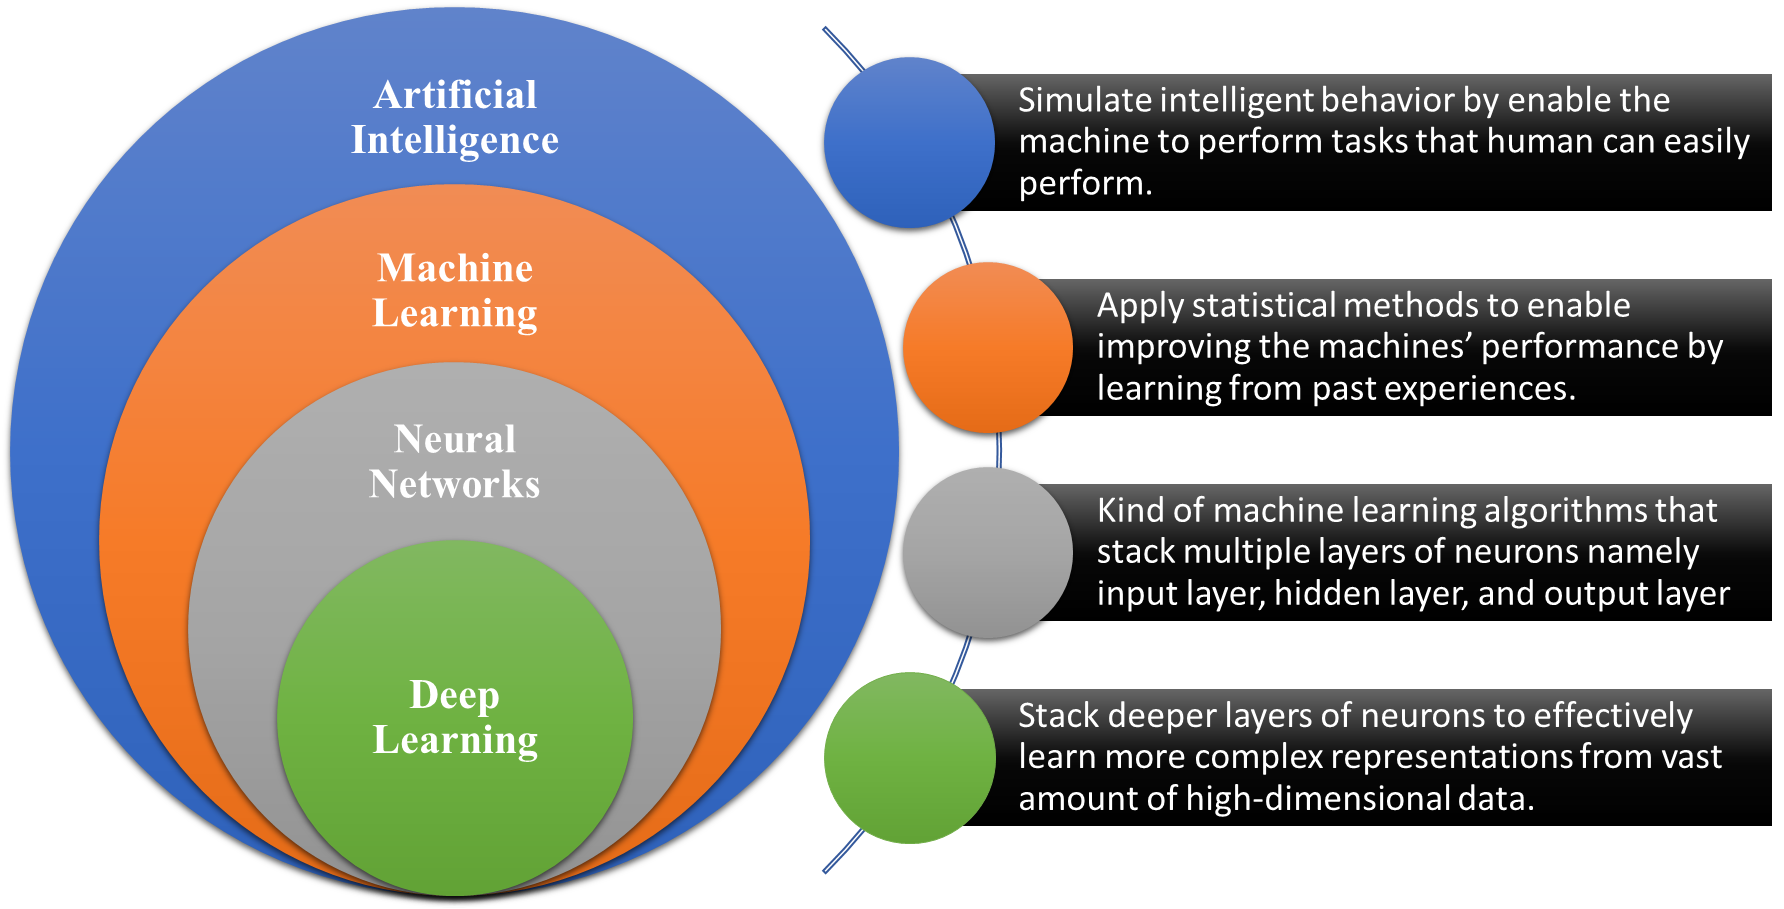 Artificial
Intelligence
Machine
Learning
Neural
Networks
Deep
Learning
Simulate intelligent behavior by enable the
machine to perform tasks that human can easily
perform.
Apply statistical methods to enable
improving the machines’ performance by
learning from past experiences.
Kind of machine learning algorithms that
stack multiple layers of neurons namely
input layer, hidden layer, and output layer
Stack deeper layers of neurons to effectively
learn more complex representations from vast
amount of high-dimensional data.